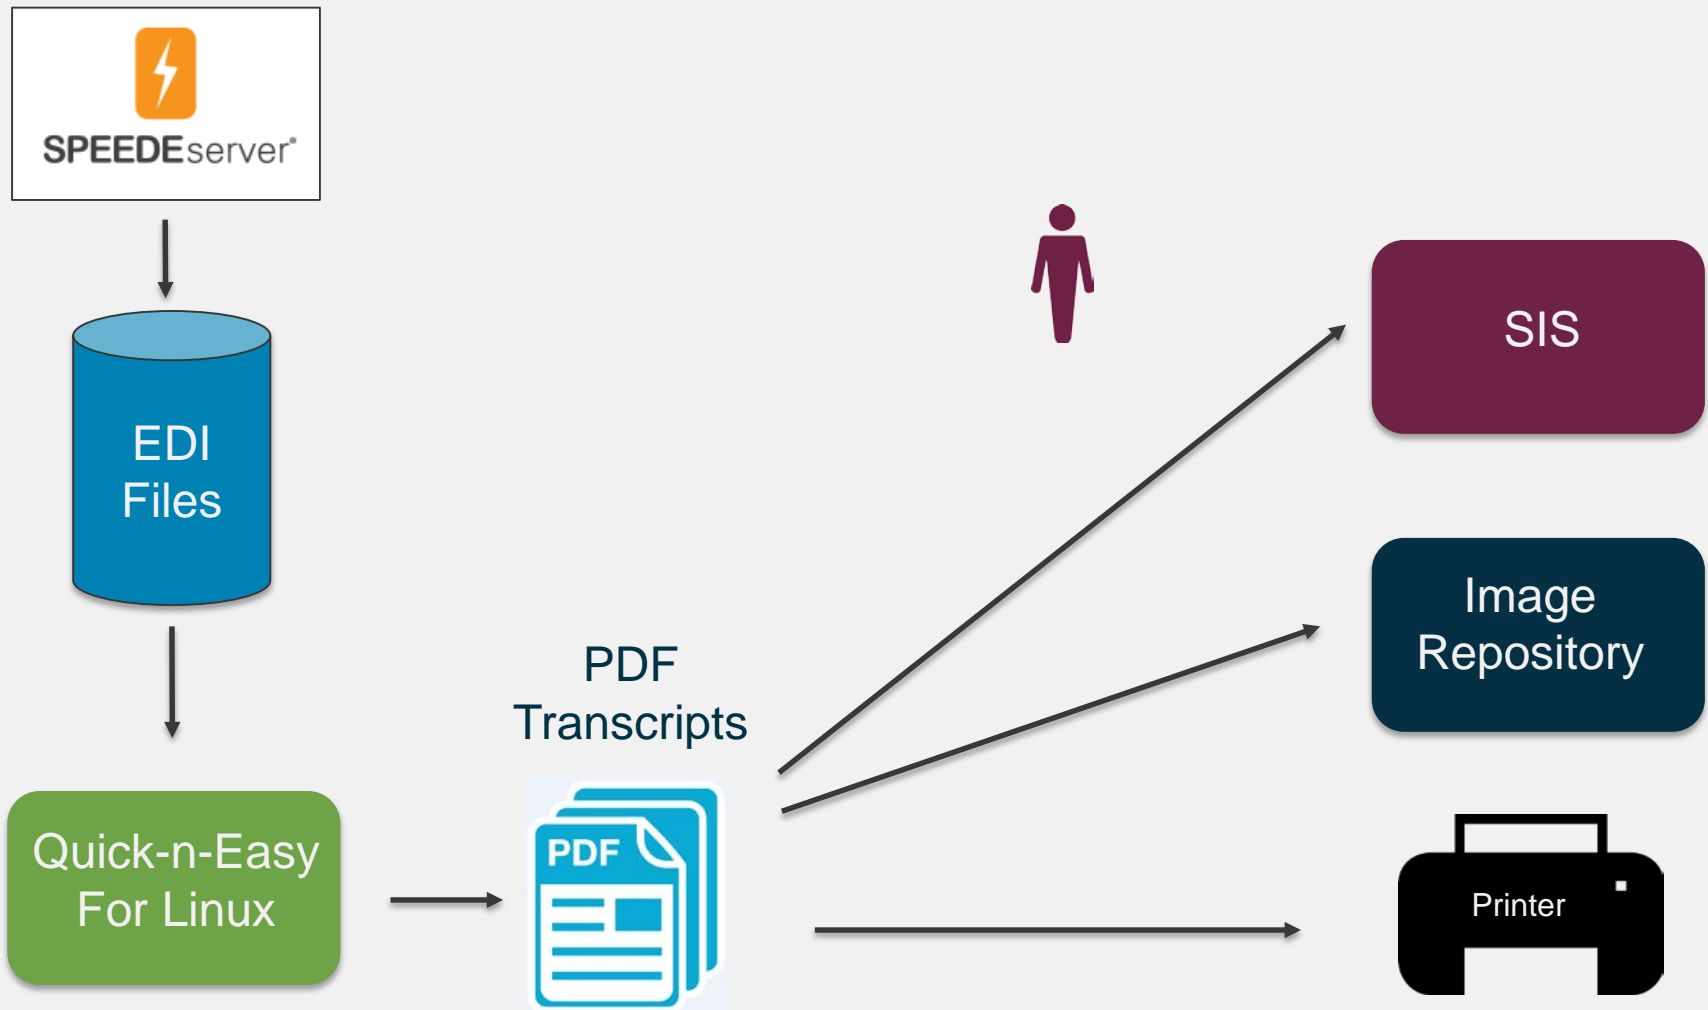 SPEEDEserver®
EDI
Files
Quick-n-Easy
For Linux
PDF
Transcripts
PDF
SIS
Image
Repository
Printer